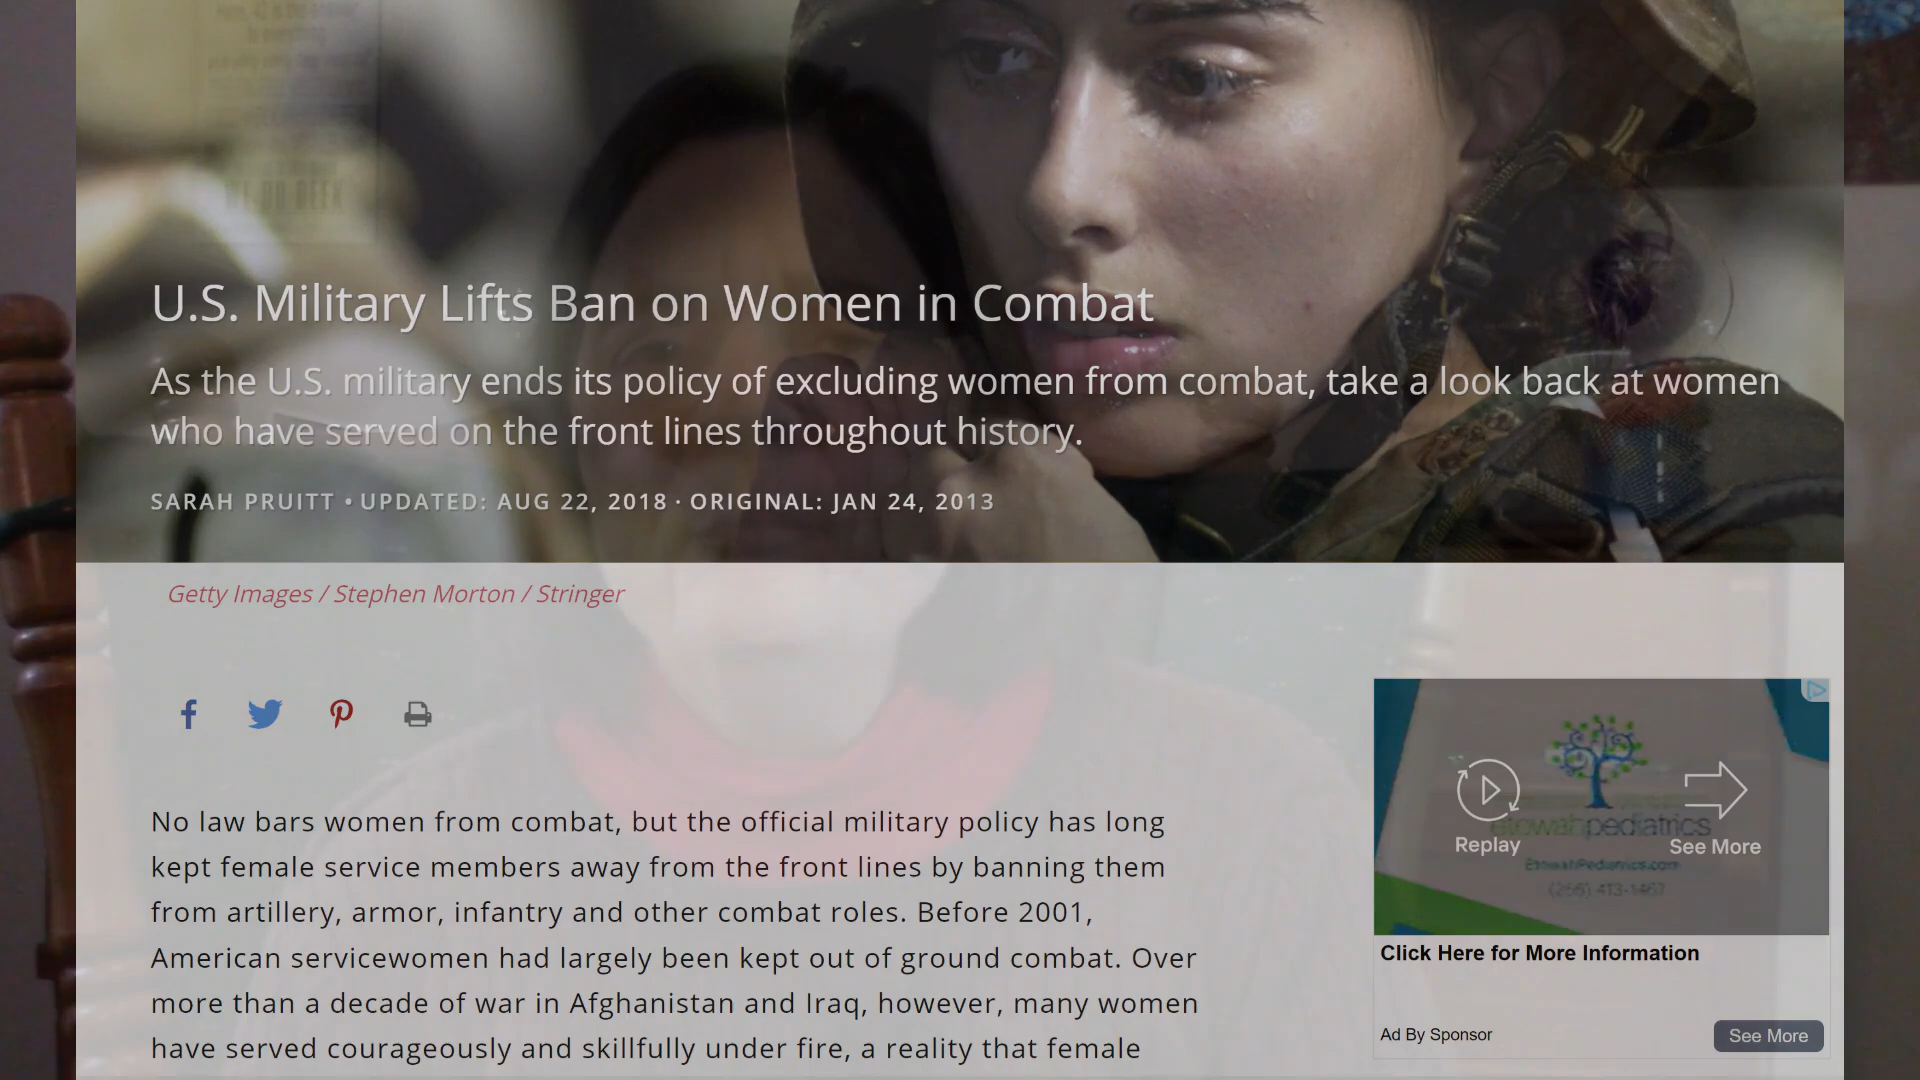 U.S. Military Lifts Ban on Women in Combat
As the U.S. military ends its policy of excluding women from combat, take a look back at women
who have served on the front lines throughout history.
SARAH PRUITT • UPDATED: AUG 22, 2018 · ORIGINAL: JAN 24, 2013
Getty Images / Stephen Morton / Stringer
No law bars women from combat, but the official military policy has long
kept female service members away from the front lines by banning them
from artillery, armor, infantry and other combat roles. Before 2001,
American servicewomen had largely been kept out of ground combat. Over
more than a decade of war in Afghanistan and Iraq, however, many women
have served courageously and skillfully under fire, a reality that female
etowahpediatrics
Replay
See More
EtowahPediatrics.com
(256) 413-1467
Click Here for More Information
Ad By Sponsor
See More